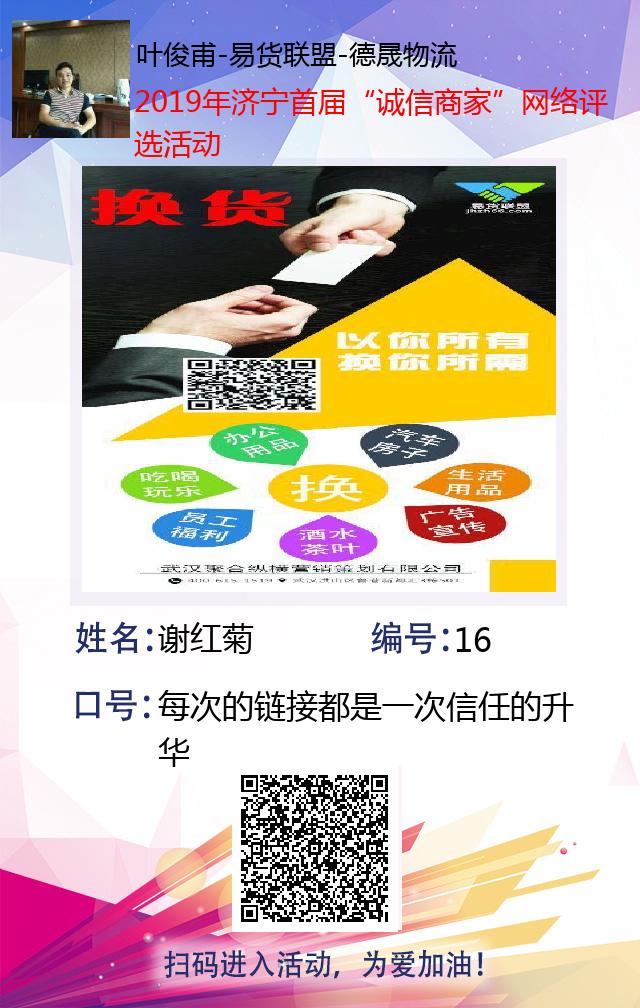 叶俊甫-易货联盟-德晟物流
2019年济宁首届“诚信商家”网络评
选活动
换货
易货联盟
以你所有
换你所需
办公
用品
汽车
房子
吃喝
玩乐
换
生活
用品
员工
福利
酒水
茶叶
广告
宣传
武汉聚合纵横营销策划有限公司
姓名:谢红菊
编号:16
口号:每次的链接都是一次信任的升
华
扫码进入活动，为爱加油!